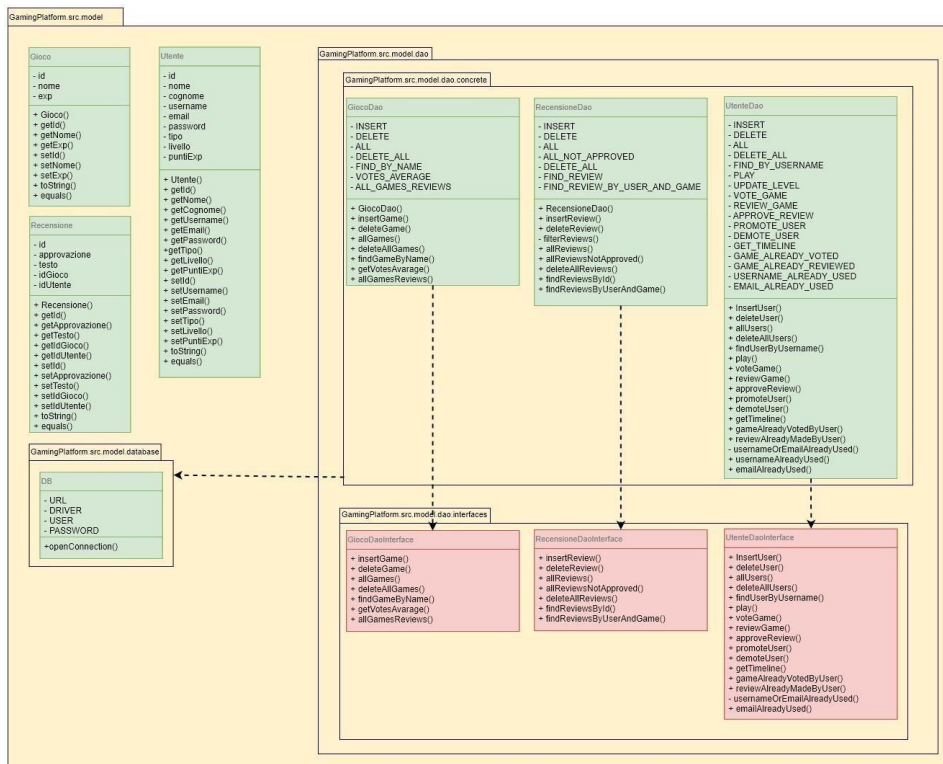 GamingPlatform.src.model
Gioco
- id
- nome
- exp
+ Gioco()
+ getId()
+ getNome()
+ getExp()
+ setId()
+ setNome()
+ setExp()
+ toString()
+ equals()
Recensione
- id
- approvazione
- testo
- idGioco
- idUtente
+ Recensione()
+ getId()
+ getApprovazione()
+ getTesto()
+ getIdGioco()
+ getIdUtente()
+ setId()
+ setApprovazione()
+ setTesto()
+ setIdGioco()
+ setIdUtente()
+ toString()
+ equals()
Utente
- id
- nome
- cognome
- username
- email
- password
- tipo
- livello
- puntiExp
+ Utente()
+ getId()
+ getNome()
+ getCognome()
+ getUsername()
+ getEmail()
+ getPassword()
+getTipo()
+ getLivello()
+ getPuntiExp()
+ setId()
+ setUsername()
+ setEmail()
+ setPassword()
+ setTipo()
+ setLivello()
+ setPuntiExp()
+ toString()
+ equals()
GamingPlatform.src.model.database
DB
- URL
- DRIVER
- USER
- PASSWORD
+openConnection()
GamingPlatform.src.model.dao
GamingPlatform.src.model.dao.concrete
GiocoDao
- INSERT
- DELETE
- ALL
- DELETE_ALL
- FIND_BY_NAME
- VOTES_AVERAGE
- ALL_GAMES_REVIEWS
+ GiocoDao()
+ insertGame()
+ deleteGame()
+ allGames()
+ deleteAllGames()
+ findGameByName()
+ getVotesAvarage()
+ allGamesReviews()
RecensioneDao
- INSERT
- DELETE
- ALL
- ALL_NOT_APPROVED
- DELETE_ALL
- FIND_REVIEW
- FIND_REVIEW_BY_USER_AND_GAME
+ RecensioneDao()
+ insertReview()
+ deleteReview()
- filterReviews()
+ allReviews()
+ allReviewsNotApproved()
+ deleteAllReviews()
+ findReviewsById()
+ findReviewsByUserAndGame()
UtenteDao
- INSERT
- DELETE
- ALL
- DELETE_ALL
- FIND_BY_USERNAME
- PLAY
- UPDATE_LEVEL
- VOTE_GAME
- REVIEW_GAME
- APPROVE_REVIEW
- PROMOTE_USER
- DEMOTE_USER
- GET_TIMELINE
- GAME_ALREADY_VOTED
- GAME_ALREADY_REVIEWED
- USERNAME_ALREADY_USED
- EMAIL_ALREADY_USED
+ InsertUser()
+ deleteUser()
+ allUsers()
+ deleteAllUsers()
+ findUserByUsername()
+ play()
+ voteGame()
+ reviewGame()
+ approveReview()
+ promoteUser()
+ demoteUser()
+ getTimeline()
+ gameAlreadyVotedByUser()
+ reviewAlreadyMadeByUser()
- usernameOrEmailAlreadyUsed()
+ usernameAlreadyUsed()
+ emailAlreadyUsed()
GamingPlatform.src.model.dao.interfaces
GiocoDaoInterface
+ insertGame()
+ deleteGame()
+ allGames()
+ deleteAllGames()
+ findGameByName()
+ getVotesAvarage()
+ allGamesReviews()
RecensioneDaoInterface
+ insertReview()
+ deleteReview()
+ allReviews()
+ allReviewsNotApproved()
+ deleteAllReviews()
+ findReviewsById()
+ findReviewsByUserAndGame()
UtenteDaoInterface
+ InsertUser()
+ deleteUser()
+ allUsers()
+ deleteAllUsers()
+ findUserByUsername()
+ play()
+ voteGame()
+ reviewGame()
+ approveReview()
+ promoteUser()
+ demoteUser()
+ getTimeline()
+ gameAlreadyVotedByUser()
+ reviewAlreadyMadeByUser()
- usernameOrEmailAlreadyUsed()
+ emailAlreadyUsed()